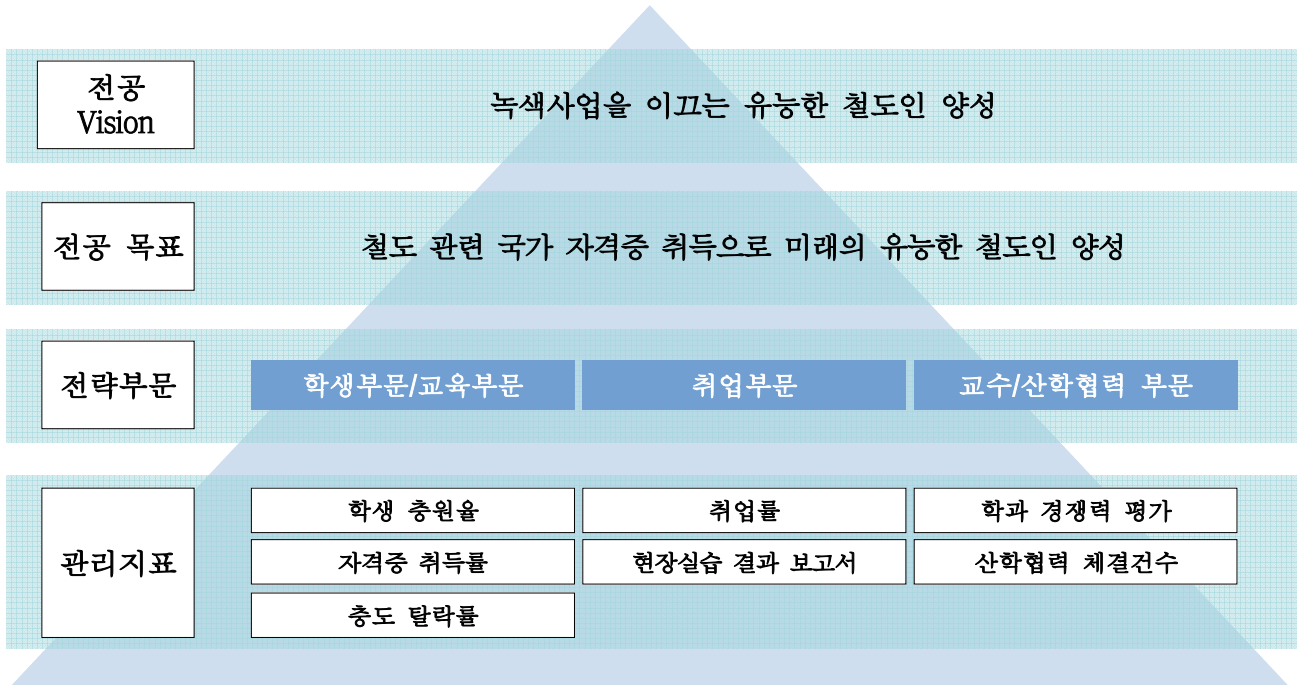 전공
Vision
녹색사업을 이끄는 유능한 철도인 양성
전공 목표
철도 관련 국가 자격증 취득으로 미래의 유능한 철도인 양성
전략부문
학생부문/교육부문
취업부문
교수/산학협력 부문
관리지표
학생 충원율
취업률
학과 경쟁력 평가
자격증 취득률
현장실습 결과 보고서
산학협력 체결건수
충도 탈락률